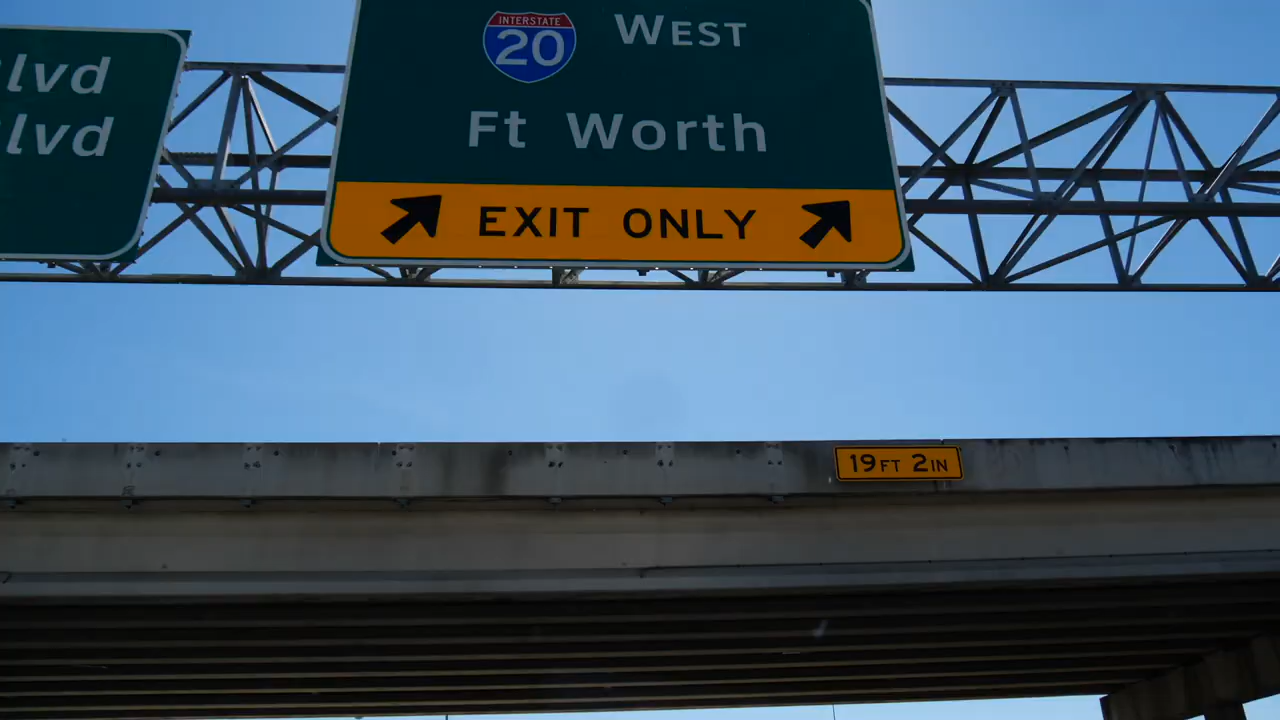 lvd
lvd
INTERSTATE
20
WEST
Ft Worth
EXIT ONLY
19FT 2IN